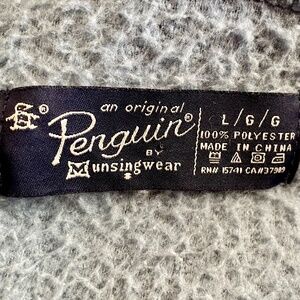 an original
Penguin®
BY
Munsingwear
L/G/G
100% POLYESTER
MADE IN CHINA
RN# 15741 CA#37989